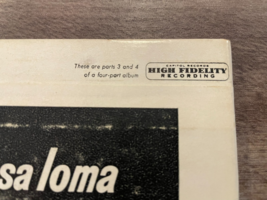 These are parts 3 and 4
of a four-part album
CAPITOL RECORDS
HIGH FIDELITY
RECORDING
sa loma